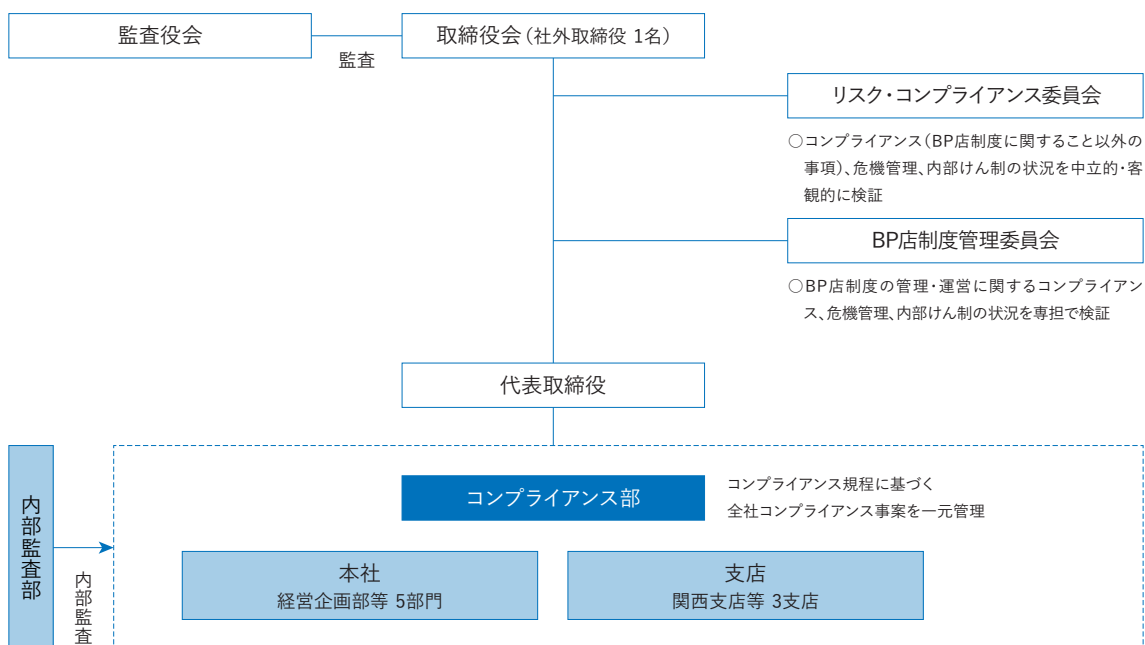 監査役会
監査
取締役会(社外取締役 1名)
リスク・コンプライアンス委員会
○コンプライアンス(BP店制度に関すること以外の
事項)、危機管理、内部けん制の状況を中立的・客
観的に検証
BP店制度管理委員会
○BP店制度の管理・運営に関するコンプライアン
ス、危機管理、内部けん制の状況を専担で検証
代表取締役
内部監査部
内部監査
コンプライアンス部
コンプライアンス規程に基づく
全社コンプライアンス事案を一元管理
本社
経営企画部等 5部門
支店
関西支店等 3支店